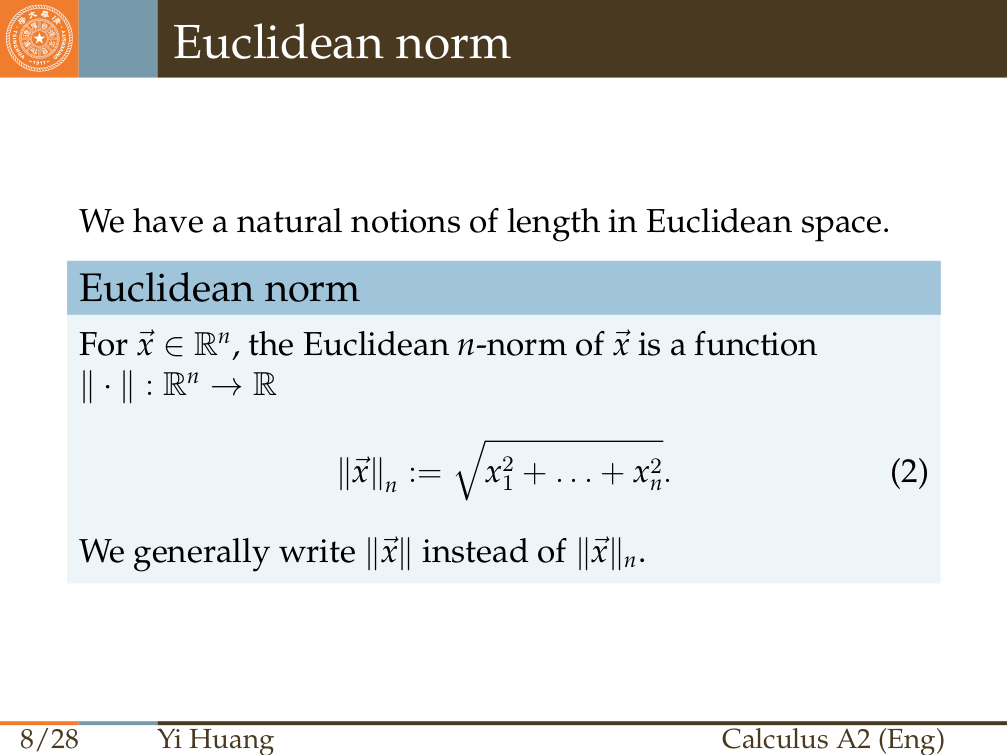 Euclidean norm
We have a natural notions of length in Euclidean space.
Euclidean norm
For x⃗ ∈ ℝⁿ, the Euclidean n-norm of x⃗ is a function
‖ · ‖ : ℝⁿ → ℝ
‖x⃗‖ₙ := √(x₁² + . . . + xₙ²). (2)
We generally write ‖x⃗‖ instead of ‖x⃗‖ₙ.
8/28 Yi Huang Calculus A2 (Eng)